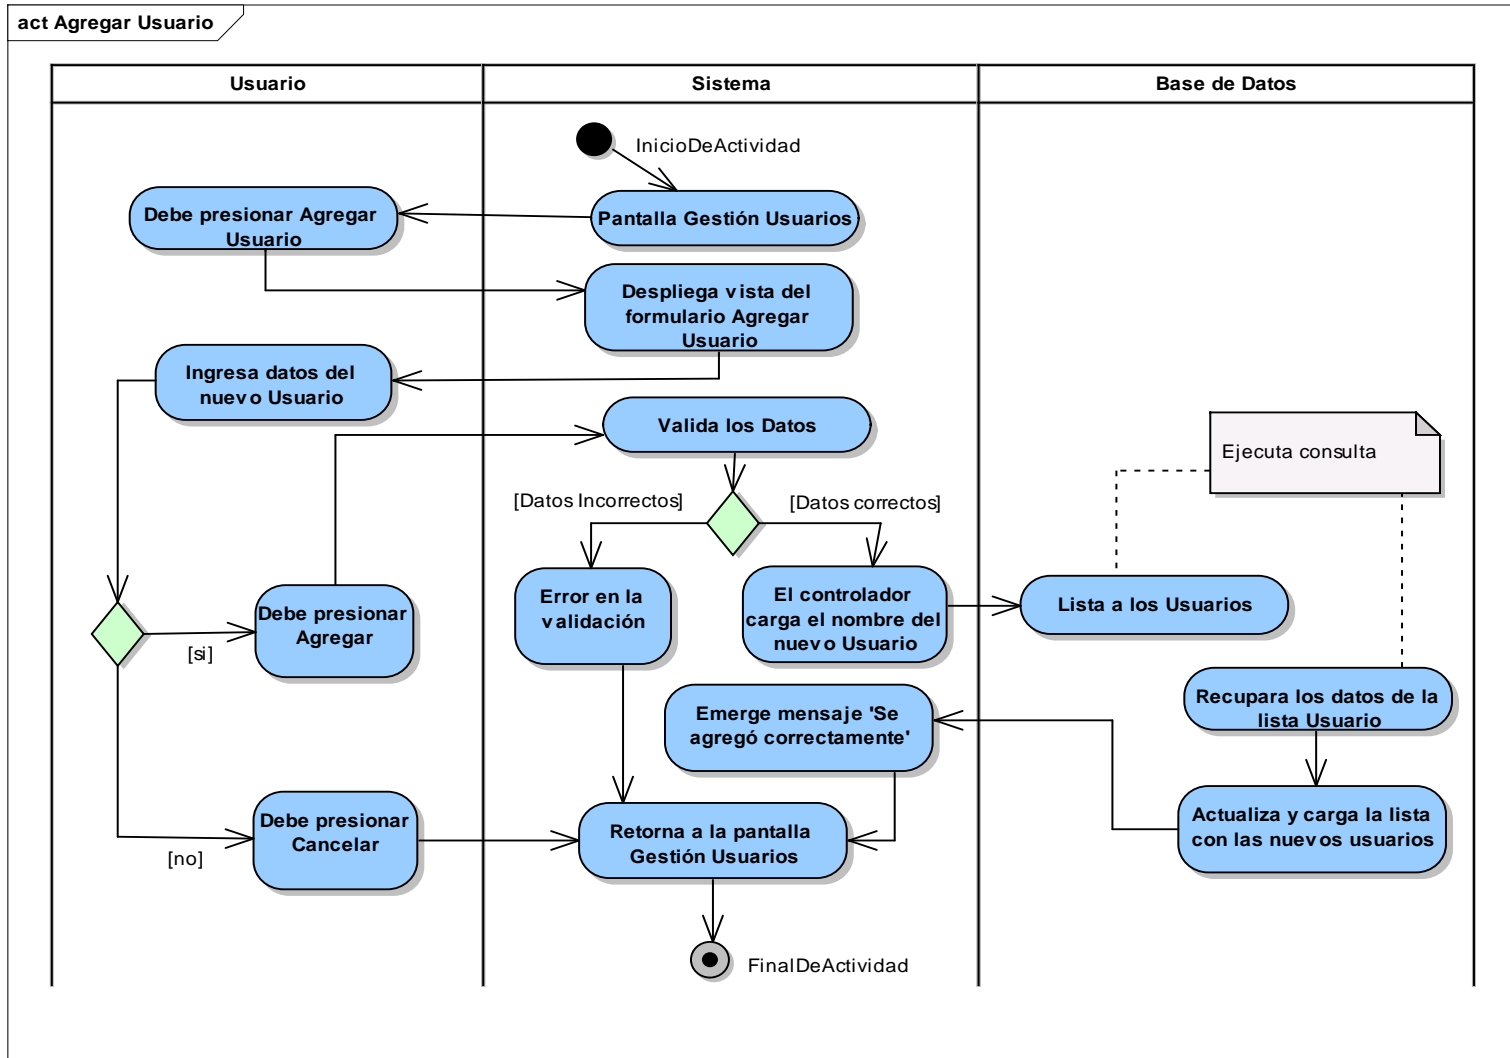 act Agregar Usuario
Usuario
Sistema
Base de Datos
InicioDeActividad
Debe presionar Agregar
Usuario
Pantalla Gestión Usuarios
Despliega vista del
formulario Agregar
Usuario
Ingresa datos del
nuevo Usuario
Valida los Datos
Ejecuta consulta
[Datos Incorrectos]
[Datos correctos]
Error en la
validación
El controlador
carga el nombre del
nuevo Usuario
Lista a los Usuarios
Debe presionar
Agregar
[si]
Emerge mensaje 'Se
agregó correctamente'
Recupara los datos de la
lista Usuario
Debe presionar
Cancelar
[no]
Retorna a la pantalla
Gestión Usuarios
Actualiza y carga la lista
con las nuevos usuarios
FinalDeActividad